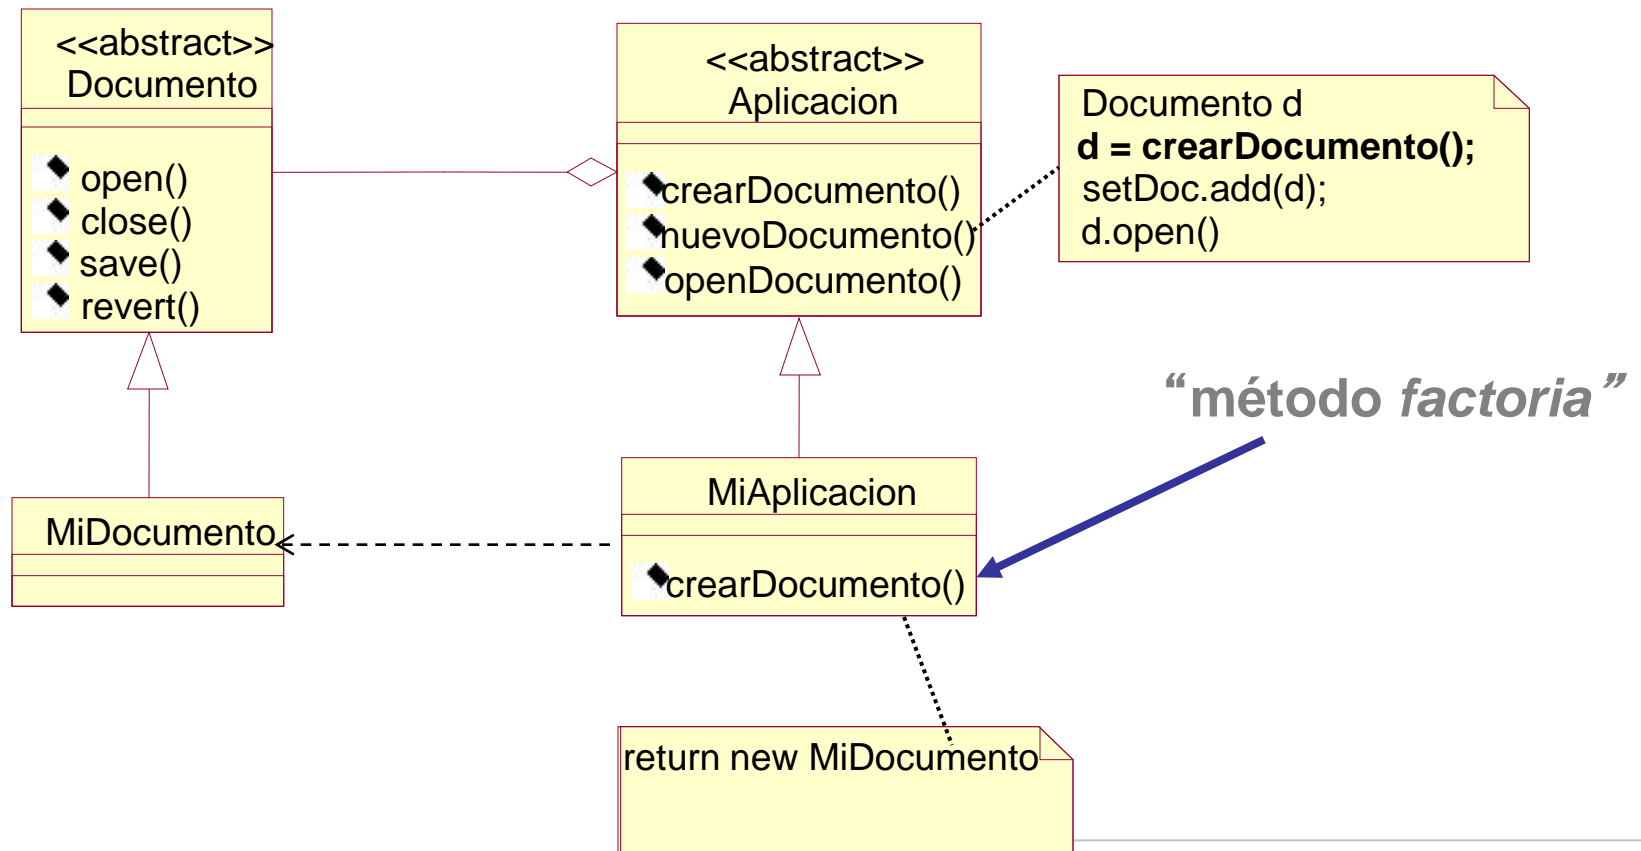 <<abstract>>
Documento
open()
close()
save()
revert()
<<abstract>>
Aplicacion
crearDocumento()
nuevoDocumento()
openDocumento()
Documento d
d = crearDocumento();
setDoc.add(d);
d.open()
“método factoria”
MiDocumento
MiAplicacion
crearDocumento()
return new MiDocumento